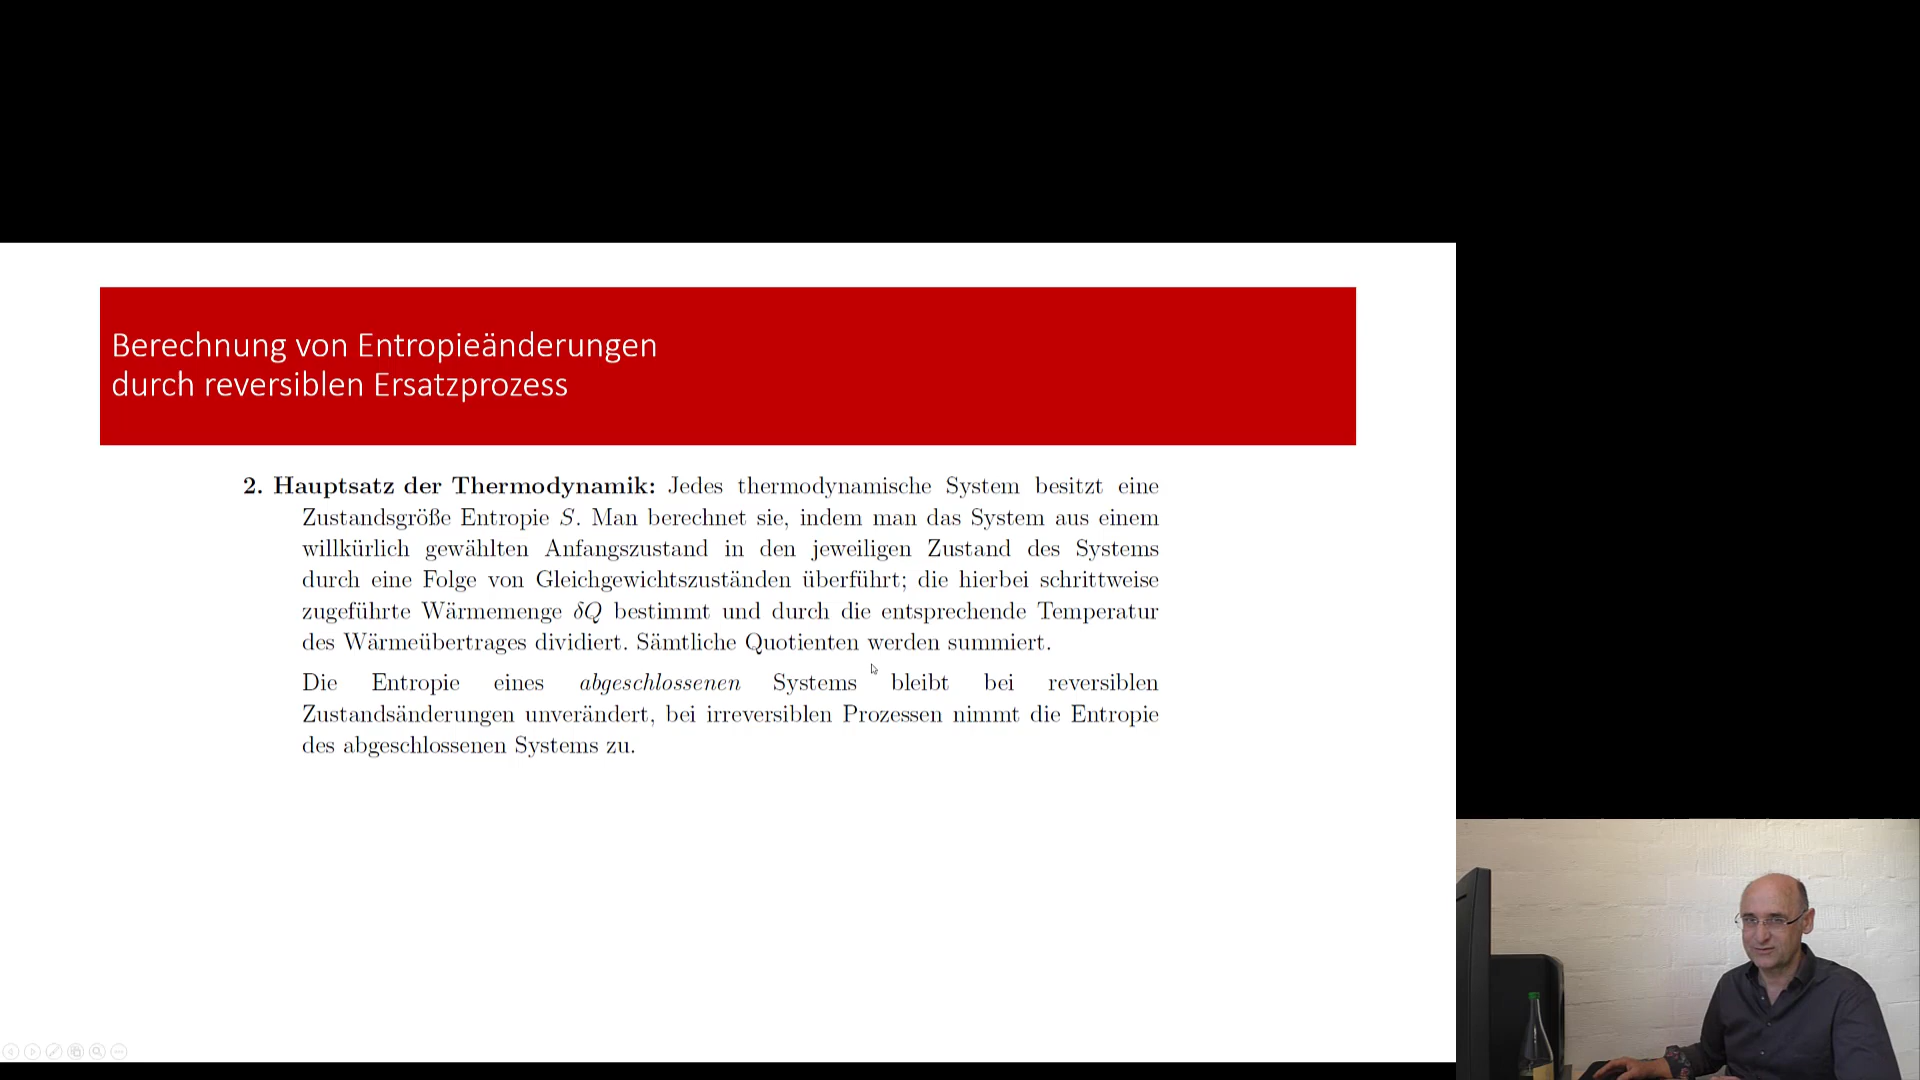 Berechnung von Entropieänderungen
durch reversiblen Ersatzprozess
2. Hauptsatz der Thermodynamik: Jedes thermodynamische System besitzt eine
Zustandsgröße Entropie S. Man berechnet sie, indem man das System aus einem
willkürlich gewählten Anfangszustand in den jeweiligen Zustand des Systems
durch eine Folge von Gleichgewichtszuständen überführt; die hierbei schrittweise
zugeführte Wärmemenge δQ bestimmt und durch die entsprechende Temperatur
des Wärmeübertrages dividiert. Sämtliche Quotienten werden summiert.
Die Entropie eines abgeschlossenen Systems bleibt bei reversiblen
Zustandsänderungen unverändert, bei irreversiblen Prozessen nimmt die Entropie
des abgeschlossenen Systems zu.